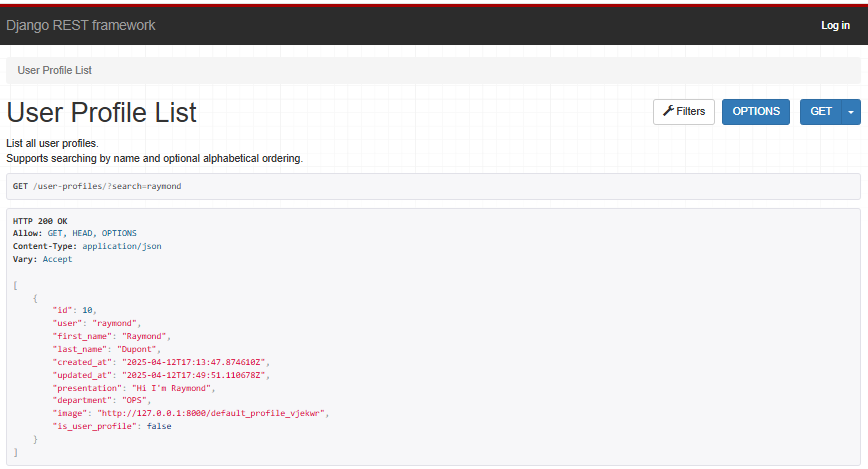 Django REST framework
Log in
User Profile List
User Profile List
Filters
OPTIONS
GET
List all user profiles.
Supports searching by name and optional alphabetical ordering.
GET /user-profiles/?search=raymond
HTTP 200 OK
Allow: GET, HEAD, OPTIONS
Content-Type: application/json
Vary: Accept
[
    {
        "id": 10,
        "user": "raymond",
        "first_name": "Raymond",
        "last_name": "Dupont",
        "created_at": "2025-04-12T17:13:47.874610Z",
        "updated_at": "2025-04-12T17:49:51.110678Z",
        "presentation": "Hi I'm Raymond",
        "department": "OPS",
        "image": "http://127.0.0.1:8000/default_profile_vjekwr",
        "is_user_profile": false
    }
]